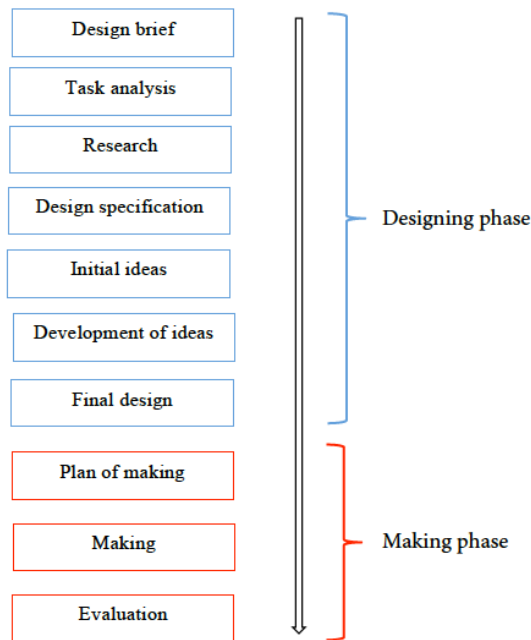 Design brief
Task analysis
Research
Design specification
Initial ideas
Development of ideas
Final design
Designing phase
Plan of making
Making
Evaluation
Making phase